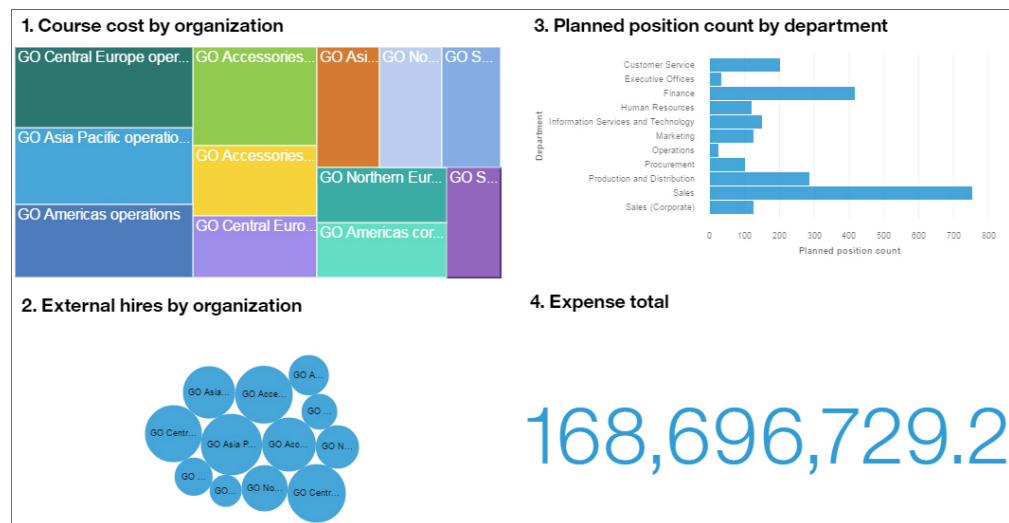 1. Course cost by organization
GO Central Europe oper...
GO Accessories...
GO Asi...
GO No...
GO S...
GO Asia Pacific operatio...
GO Accessories...
GO Northern Eur...
GO S...
GO Americas operations
GO Central Euro...
GO Americas cor...
3. Planned position count by department
Department
Customer Service
Executive Offices
Finance
Human Resources
Information Services and Technology
Marketing
Operations
Procurement
Production and Distribution
Sales
Sales (Corporate)
0 100 200 300 400 500 600 700 800
Planned position count
2. External hires by organization
GO A...
GO Asia...
GO Acce...
GO ...
GO Centr...
GO Asia P...
GO Acc...
GO N...
GO ...
GO...
GO No...
GO Centr...
4. Expense total
168,696,729.2